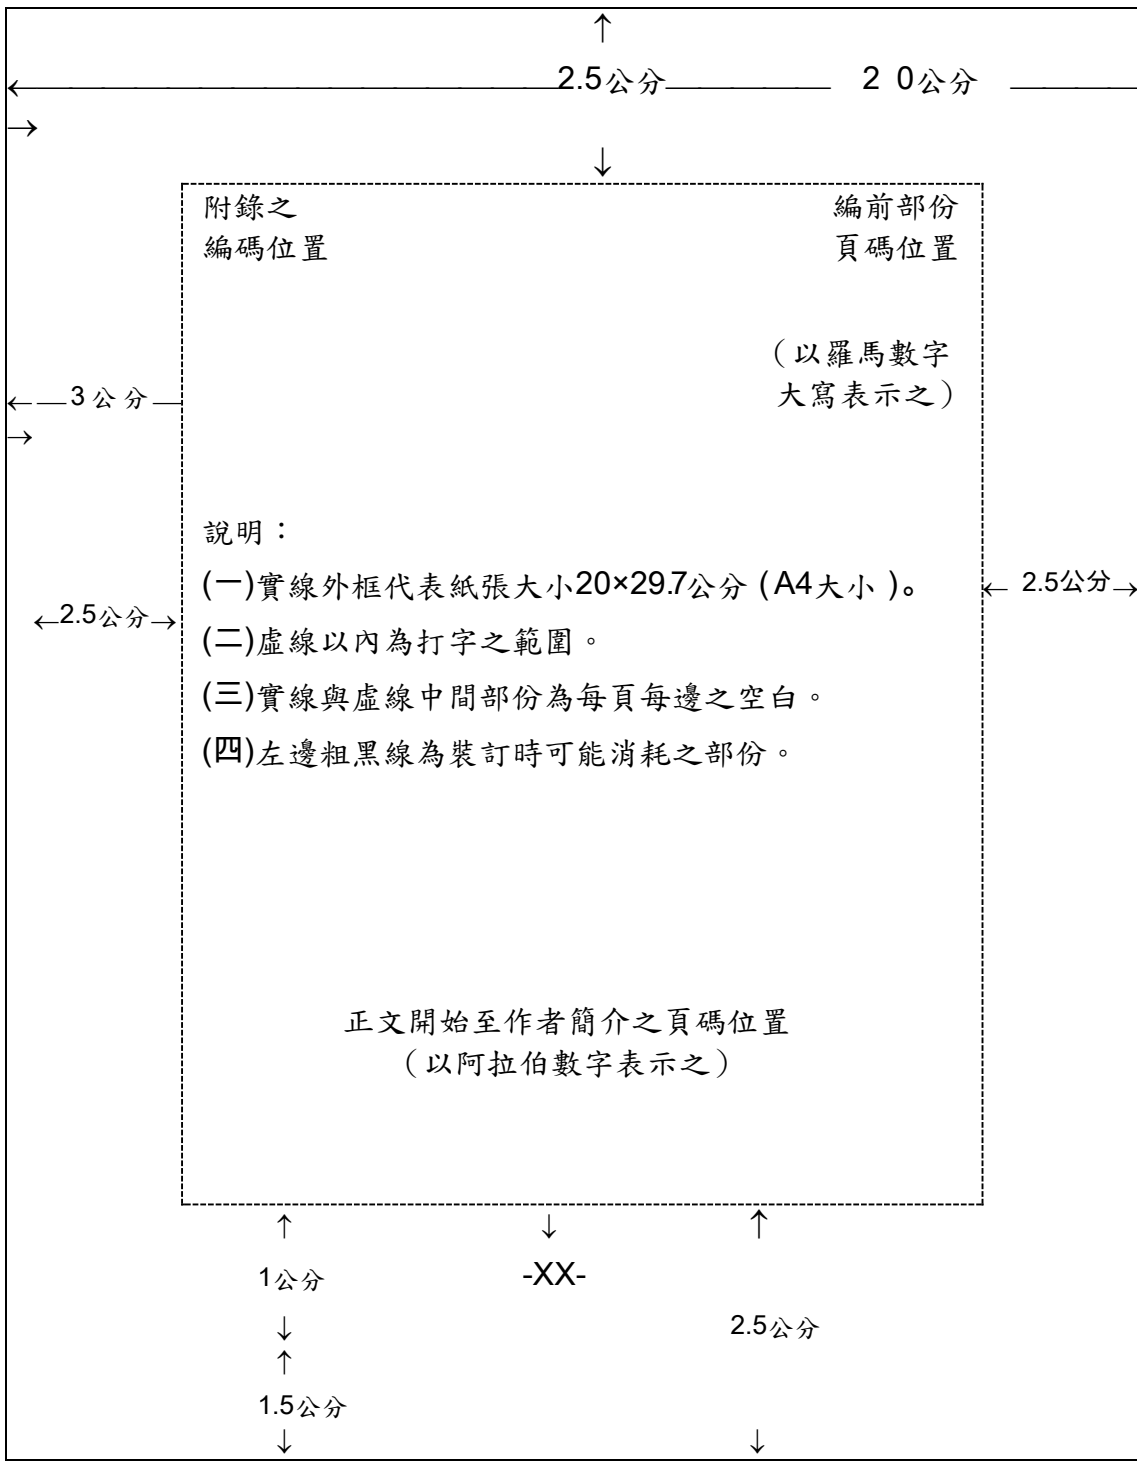 ↑
←2.5公分 2 0公分
→
↓
附錄之 編前部份
編碼位置 頁碼位置
(以羅馬數字
大寫表示之)
←3公分
→
說明：
(一)實線外框代表紙張大小20×29.7公分 (A4大小 )。
← 2.5公分→
←2.5公分→
(二)虛線以內為打字之範圍。
(三)實線與虛線中間部份為每頁每邊之空白。
(四)左邊粗黑線為裝訂時可能消耗之部份。
正文開始至作者簡介之頁碼位置
(以阿拉伯數字表示之)
↑ ↓ ↑
1公分 -XX-
↓ 2.5公分
↑
1.5公分
↓ ↓